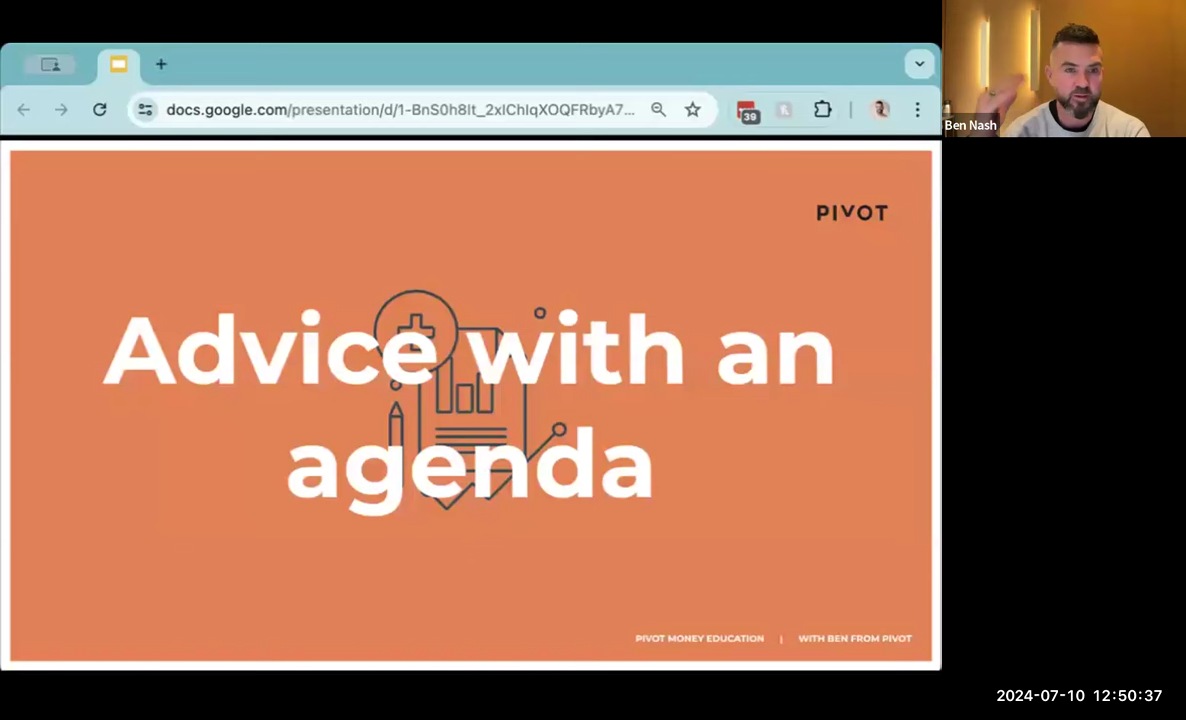 docs.google.com/presentation/d/1-BnS0h8lt_2xIChIqXOQFRbyA7...
39
Ben Nash
PIVOT
Advice with an
agenda
PIVOT MONEY EDUCATION | WITH BEN FROM PIVOT
2024-07-10 12:50:37